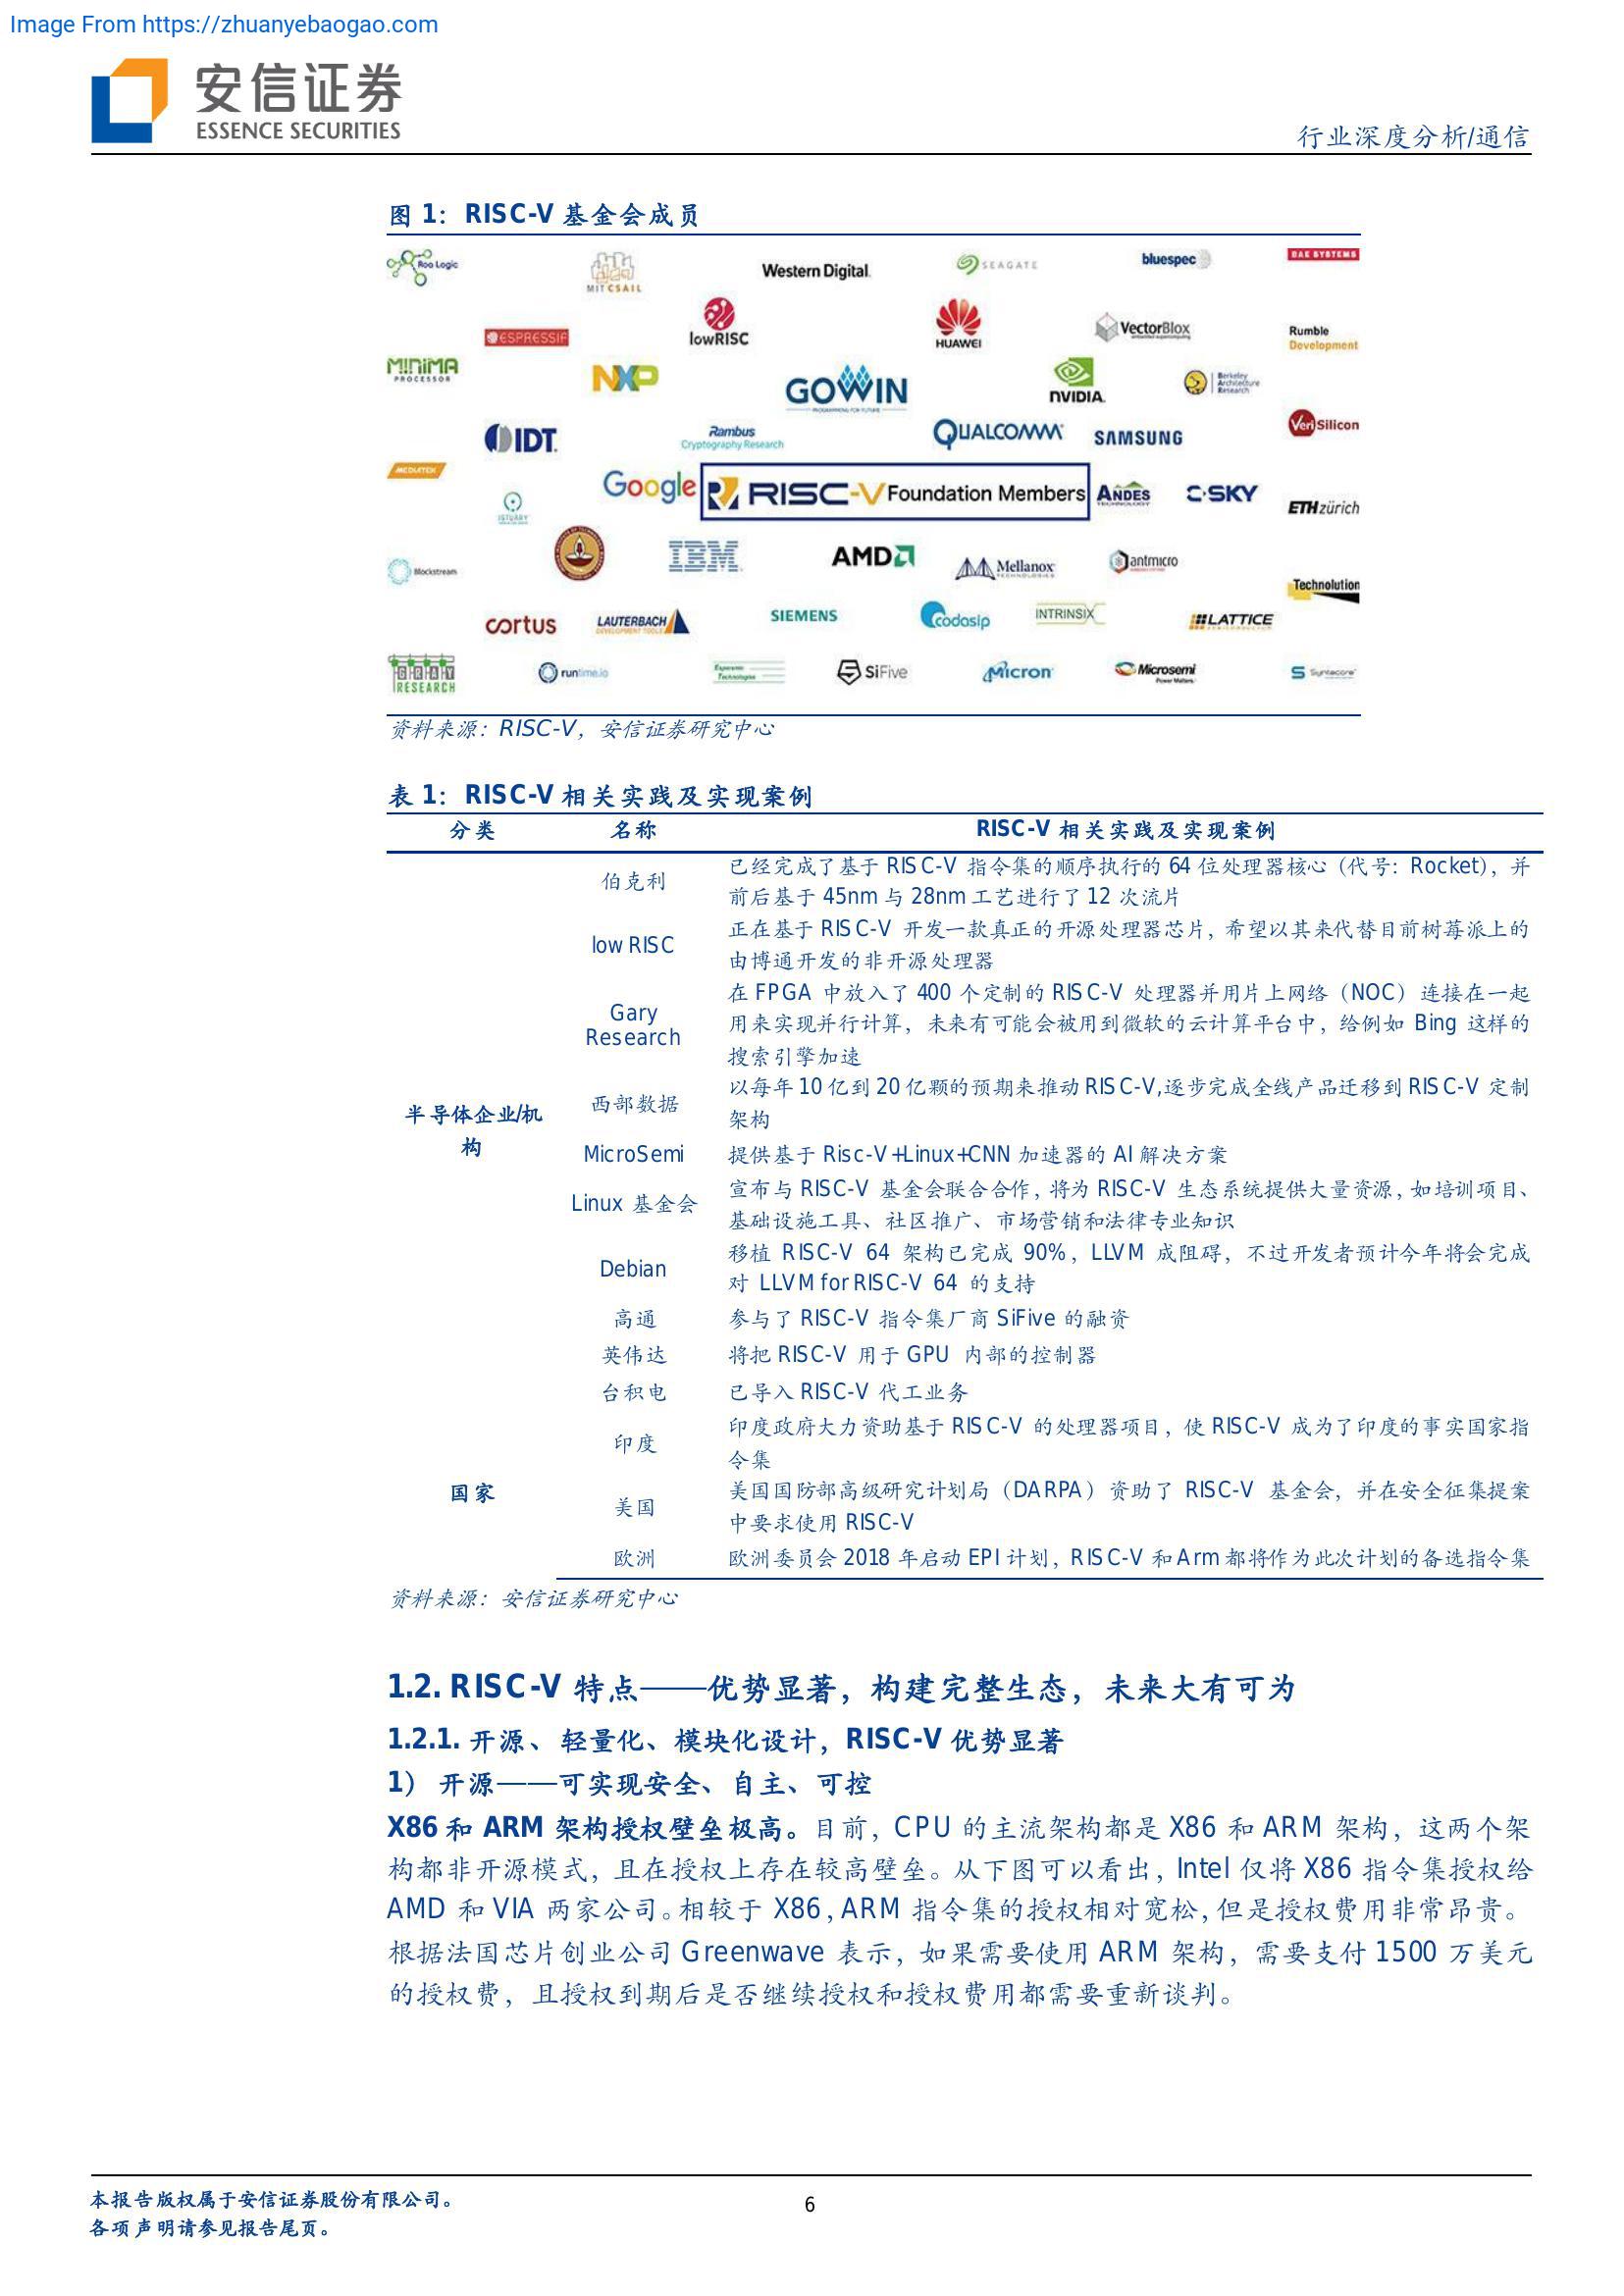 Image From https://zhuanyebaogao.com
安信证券
ESSENCE SECURITIES
行业深度分析/通信
图 1：RISC-V 基金会成员
Roa Logic
MIT CSAIL
Western Digital
SEAGATE
bluespec
BAE SYSTEMS
ESPRESSIF
lowRISC
HUAWEI
VectorBlox
embedded supercomputing
Rumble
Development
MINIMA
PROCESSOR
NXP
GOWIN
PROGRAMMING FOR FUTURE
NVIDIA
Berkeley
Architecture
Research
IDT
Rambus
Cryptography Research
QUALCOMM
SAMSUNG
VeriSilicon
MEDIATEK
ISTUARY
Google
RISC-V Foundation Members
ANDES
TECHNOLOGY
C·SKY
ETH zürich
Blockstream
IBM
AMD
Mellanox
TECHNOLOGIES
antmicro
Technolution
cortus
LAUTERBACH
DEVELOPMENT TOOLS
SIEMENS
codasip
INTRINSIX
LATTICE
SEMICONDUCTOR
GRAY
RESEARCH
runtime.io
Esperanto
Technologies
SiFive
Micron
Microsemi
Power Matters
Syntacore
资料来源：RISC-V，安信证券研究中心
表 1：RISC-V 相关实践及实现案例
分类 名称 RISC-V 相关实践及实现案例
伯克利 已经完成了基于 RISC-V 指令集的顺序执行的 64 位处理器核心（代号：Rocket），并
前后基于 45nm 与 28nm 工艺进行了 12 次流片
low RISC 正在基于 RISC-V 开发一款真正的开源处理器芯片，希望以其来代替目前树莓派上的
由博通开发的非开源处理器
Gary
Research
在 FPGA 中放入了 400 个定制的 RISC-V 处理器并用片上网络（NOC）连接在一起
用来实现并行计算，未来有可能会被用到微软的云计算平台中，给例如 Bing 这样的
搜索引擎加速
半导体企业/机
构
西部数据 以每年 10 亿到 20 亿颗的预期来推动 RISC-V,逐步完成全线产品迁移到 RISC-V 定制
架构
MicroSemi 提供基于 Risc-V+Linux+CNN 加速器的 AI 解决方案
Linux 基金会 宣布与 RISC-V 基金会联合合作，将为 RISC-V 生态系统提供大量资源，如培训项目、
基础设施工具、社区推广、市场营销和法律专业知识
Debian 移植 RISC-V 64 架构已完成 90%，LLVM 成阻碍，不过开发者预计今年将会完成
对 LLVM for RISC-V 64 的支持
高通 参与了 RISC-V 指令集厂商 SiFive 的融资
英伟达 将把 RISC-V 用于 GPU 内部的控制器
台积电 已导入 RISC-V 代工业务
国家
印度 印度政府大力资助基于 RISC-V 的处理器项目，使 RISC-V 成为了印度的事实国家指
令集
美国 美国国防部高级研究计划局（DARPA）资助了 RISC-V 基金会，并在安全征集提案
中要求使用 RISC-V
欧洲 欧洲委员会 2018 年启动 EPI 计划，RISC-V 和 Arm 都将作为此次计划的备选指令集
资料来源：安信证券研究中心
1.2. RISC-V 特点——优势显著，构建完整生态，未来大有可为
1.2.1. 开源、轻量化、模块化设计，RISC-V 优势显著
1） 开源——可实现安全、自主、可控
X86 和 ARM 架构授权壁垒极高。目前，CPU 的主流架构都是 X86 和 ARM 架构，这两个架
构都非开源模式，且在授权上存在较高壁垒。从下图可以看出，Intel 仅将 X86 指令集授权给
AMD 和 VIA 两家公司。相较于 X86，ARM 指令集的授权相对宽松，但是授权费用非常昂贵。
根据法国芯片创业公司 Greenwave 表示，如果需要使用 ARM 架构，需要支付 1500 万美元
的授权费，且授权到期后是否继续授权和授权费用都需要重新谈判。
本报告版权属于安信证券股份有限公司。
各项声明请参见报告尾页。
6